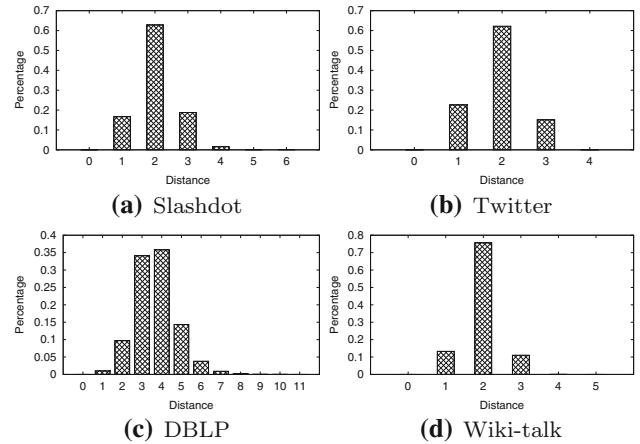 0.7
0.6
0.5
0.4
0.3
0.2
0.1
0
Percentage
0 1 2 3 4 5 6
Distance
(a) Slashdot
0.7
0.6
0.5
0.4
0.3
0.2
0.1
0
Percentage
0 1 2 3 4
Distance
(b) Twitter
0.4
0.35
0.3
0.25
0.2
0.15
0.1
0.05
0
Percentage
0 1 2 3 4 5 6 7 8 9 10 11
Distance
(c) DBLP
0.8
0.7
0.6
0.5
0.4
0.3
0.2
0.1
0
Percentage
0 1 2 3 4 5
Distance
(d) Wiki-talk